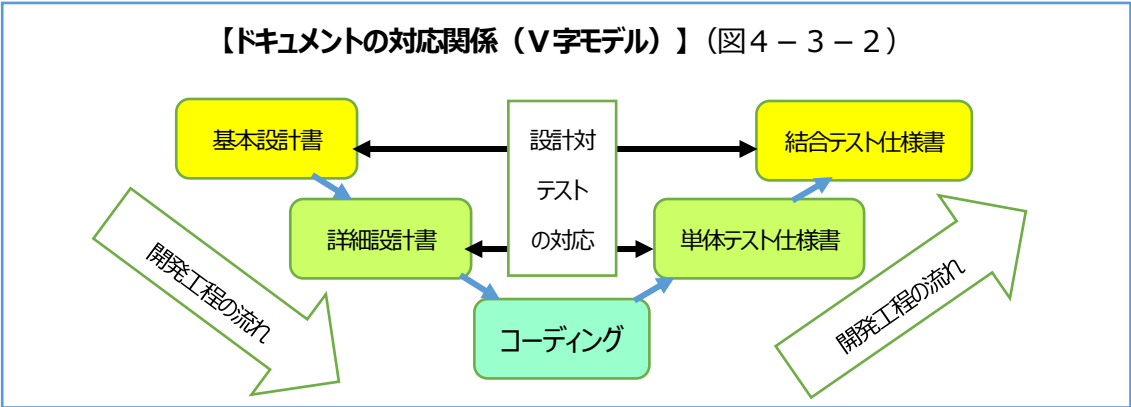 【ドキュメントの対応関係（Ⅴ字モデル）】（図４－３－２）
基本設計書
設計対
テスト
の対応
結合テスト仕様書
詳細設計書
単体テスト仕様書
コーディング
開発工程の流れ
開発工程の流れ